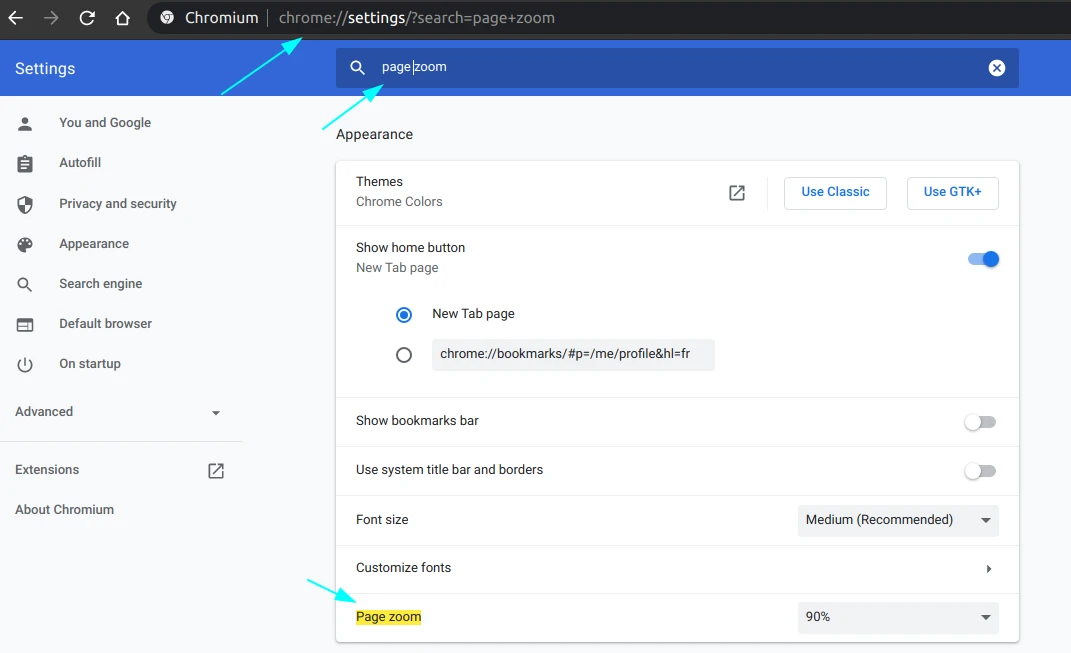 Chromium chrome://settings/?search=page+zoom
Settings
page zoom
You and Google
Autofill
Privacy and security
Appearance
Search engine
Default browser
On startup
Advanced
Extensions
About Chromium
Appearance
Themes
Chrome Colors
Use Classic
Use GTK+
Show home button
New Tab page
New Tab page
chrome://bookmarks/#p=/me/profile&hl=fr
Show bookmarks bar
Use system title bar and borders
Font size
Medium (Recommended)
Customize fonts
Page zoom
90%